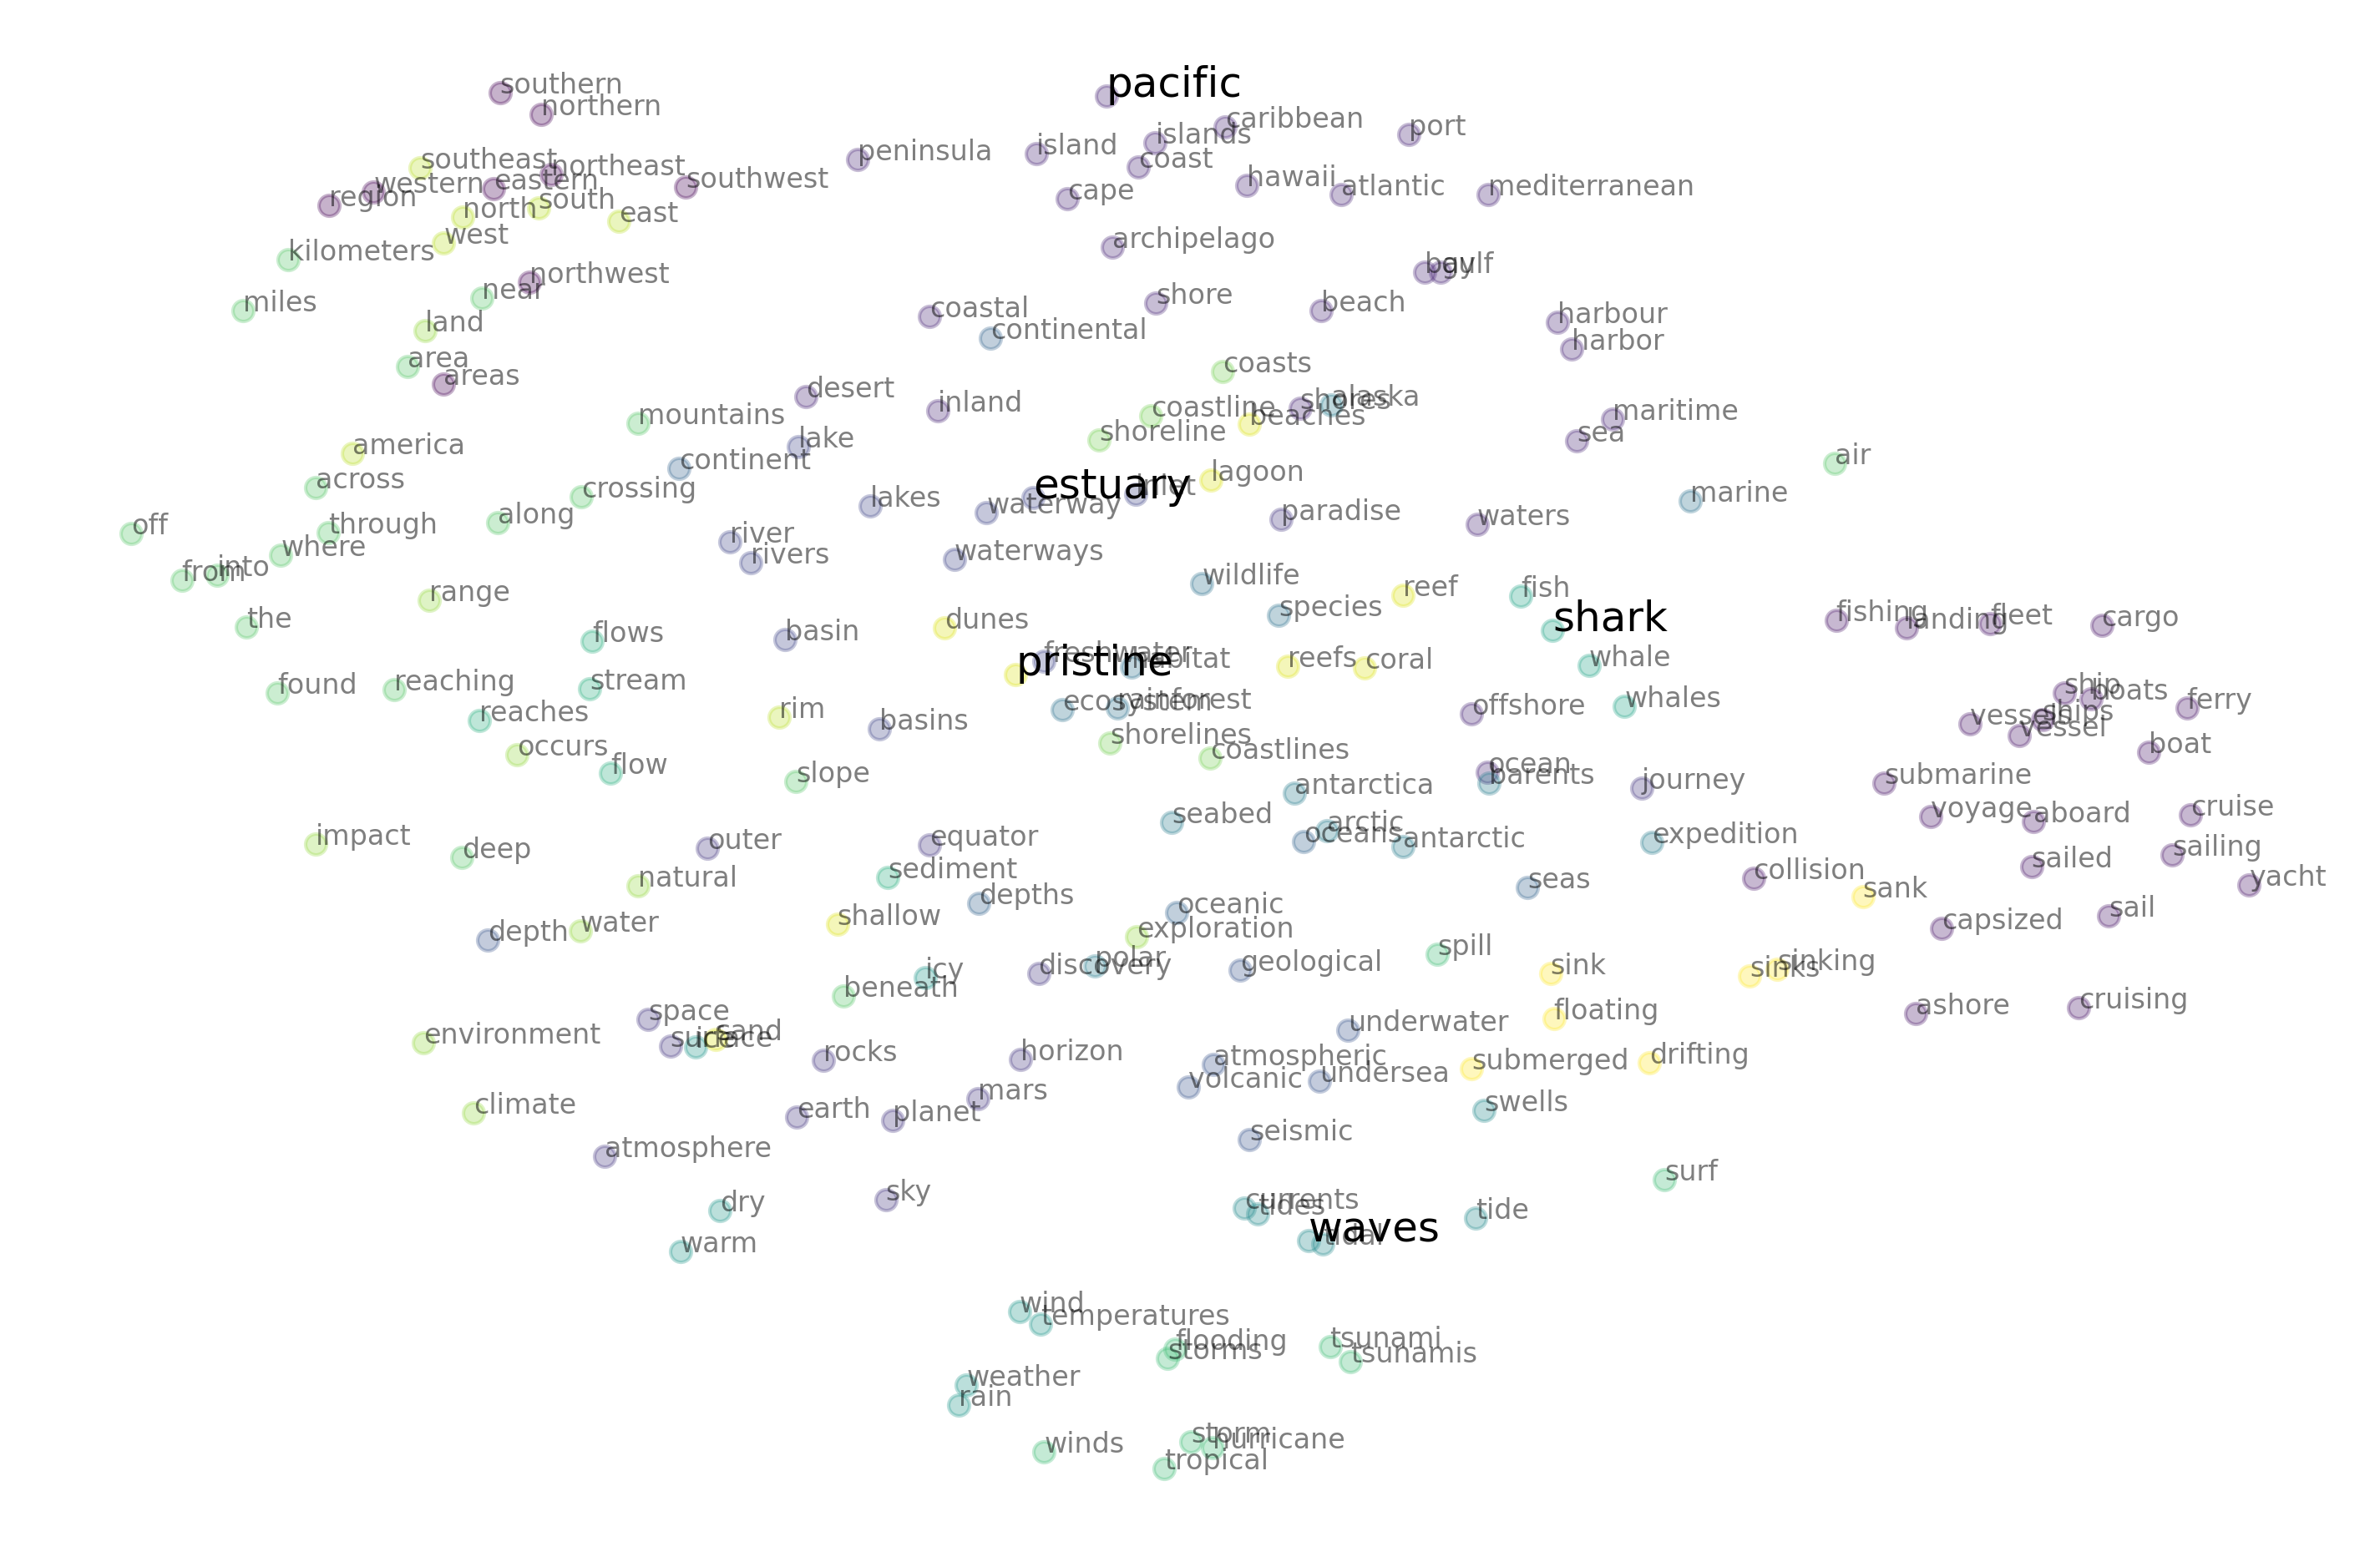 southern
pacific
northern
caribbean
port
islands
island
coast
peninsula
southeast
northeast
western
eastern
southwest
region
north
south
east
cape
hawaii
atlantic
mediterranean
west
archipelago
kilometers
northwest
near
bay
gulf
miles
land
coastal
continental
shore
beach
harbour
harbor
area
areas
desert
coasts
inland
coastline
shores
alaska
beaches
mountains
shoreline
maritime
sea
america
lake
continent
air
across
crossing
lakes
estuary
inlet
lagoon
marine
waterway
paradise
waters
off
through
along
where
river
rivers
waterways
from
into
range
wildlife
species
reef
fish
shark
the
flows
basin
dunes
fishing
landing
fleet
cargo
pristine
freshwater
habitat
reefs
coral
whale
found
reaching
stream
reaches
rim
basins
ecosystem
rainforest
offshore
whales
ship
boats
ferry
vessels
ships
vessel
occurs
flow
slope
shorelines
coastlines
boat
ocean
barents
antarctica
journey
submarine
seabed
arctic
oceans
antarctic
expedition
voyage
aboard
cruise
impact
deep
outer
equator
sediment
natural
depths
seas
collision
sailed
sailing
sank
yacht
depth
water
shallow
oceanic
exploration
capsized
sail
icy
beneath
discovery
polar
geological
spill
sink
sinks
sinking
environment
space
surface
ice
sand
rocks
horizon
underwater
floating
ashore
cruising
climate
earth
planet
mars
atmospheric
volcanic
undersea
submerged
drifting
swells
atmosphere
seismic
surf
dry
sky
currents
tides
tide
warm
waves
tidal
wind
temperatures
flooding
storms
tsunami
tsunamis
weather
rain
winds
storm
hurricane
tropical